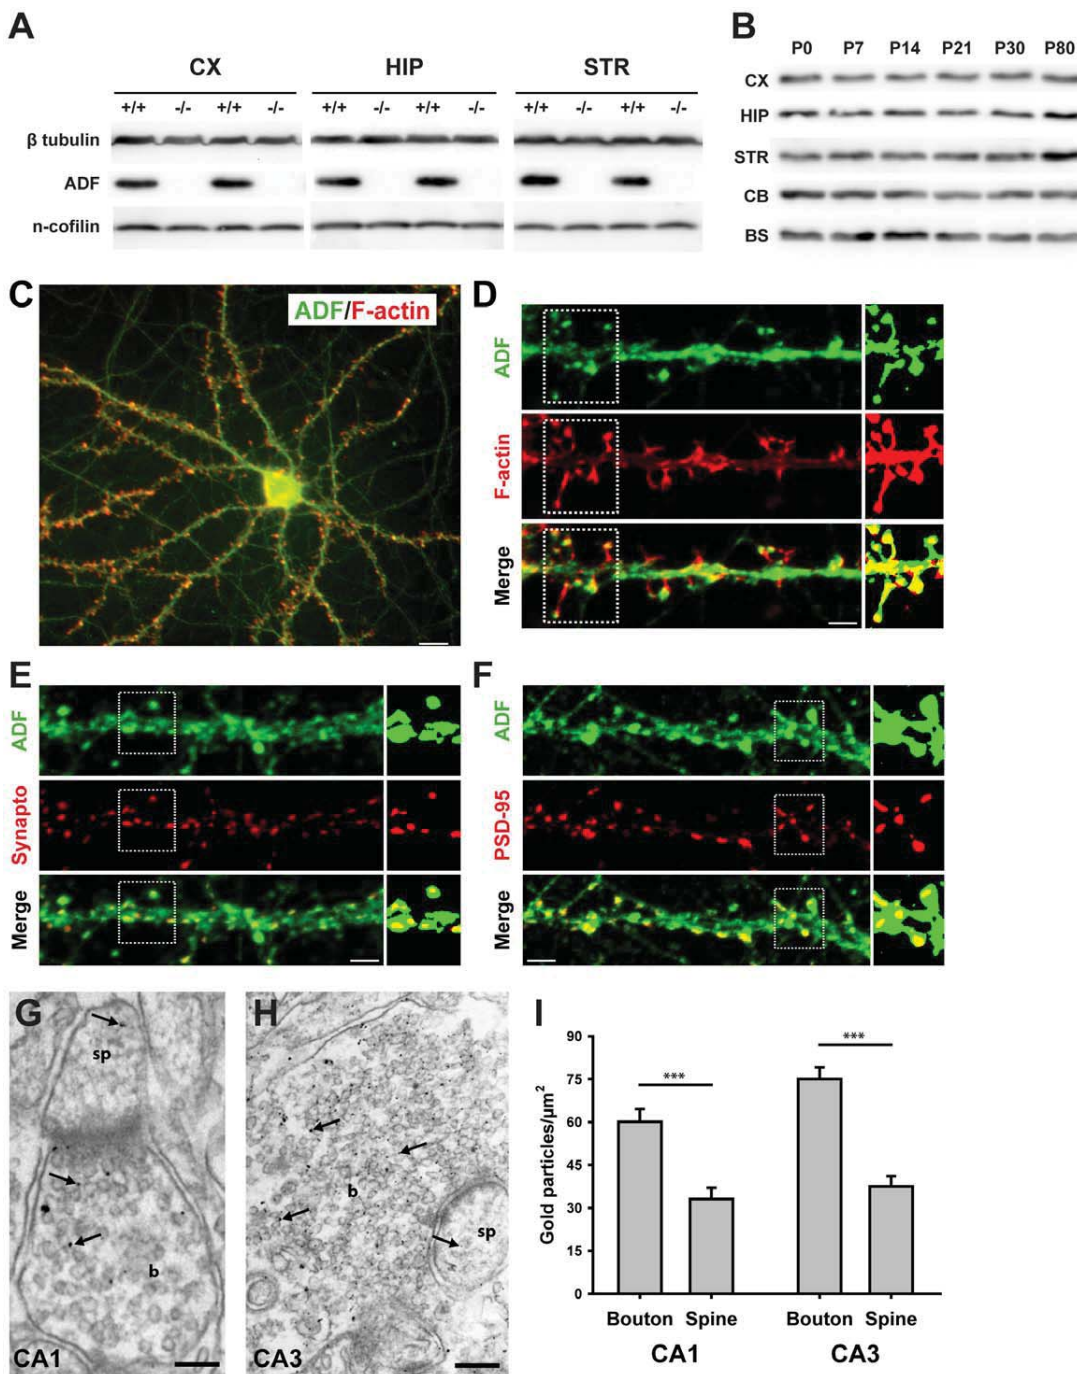 A
CX HIP STR
+/+ -/- +/+ -/- +/+ -/- +/+ -/- +/+ -/- +/+ -/-
β tubulin
ADF
n-cofilin
B
P0 P7 P14 P21 P30 P80
CX
HIP
STR
CB
BS
C
ADF/F-actin
D
ADF
F-actin
Merge
E
ADF
Synapto
Merge
F
ADF
PSD-95
Merge
G
sp
b
CA1
H
b
sp
CA3
I
Gold particles/μm²
90
75
60
45
30
15
0
*** ***
Bouton Spine Bouton Spine
CA1 CA3